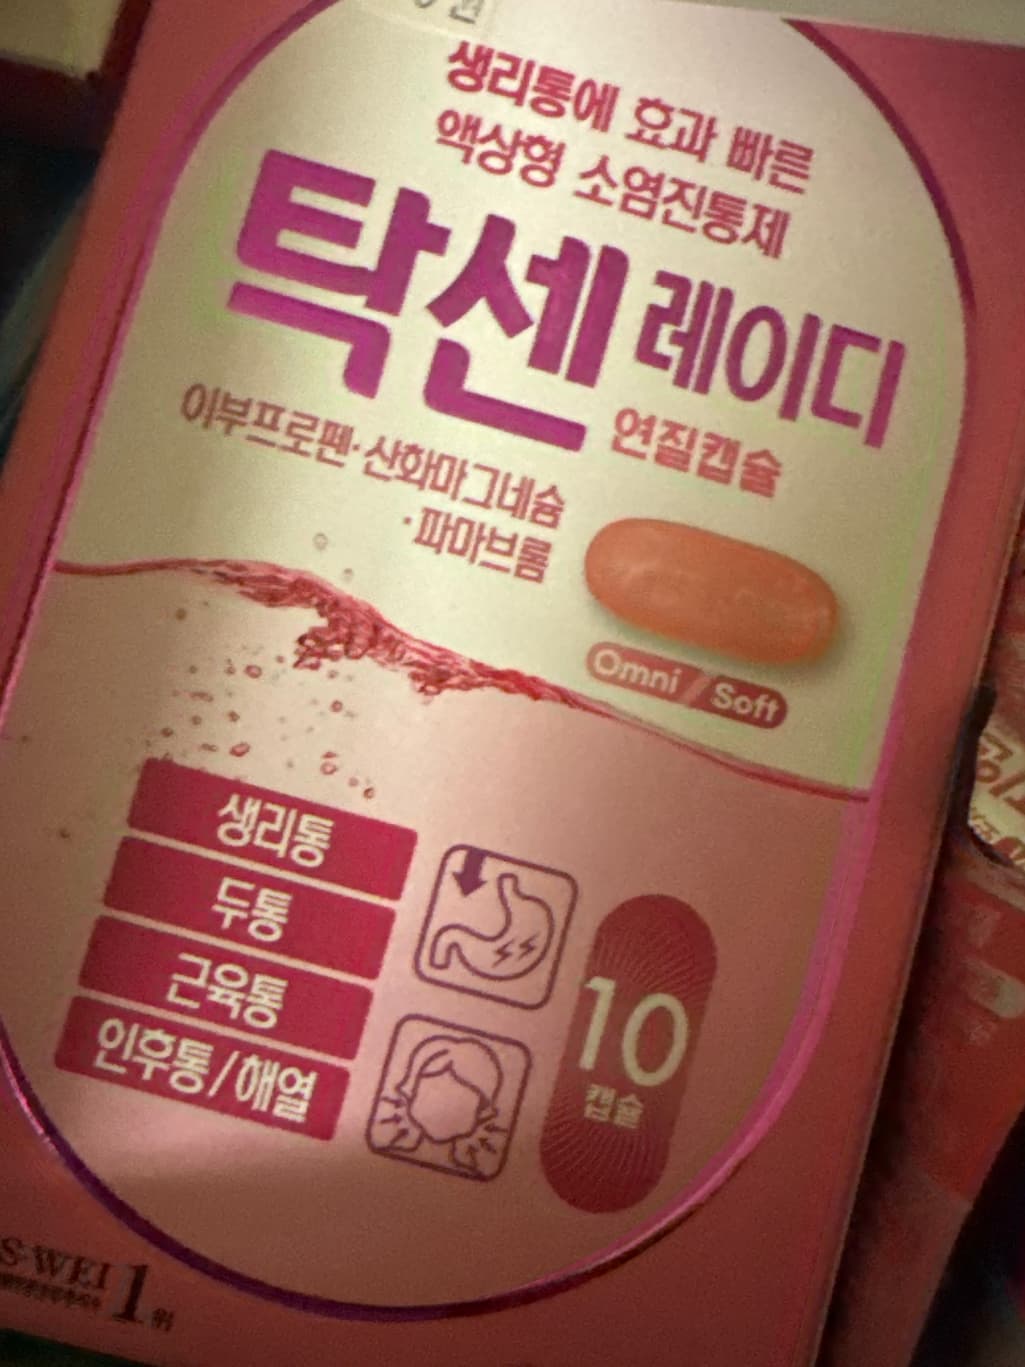 생리통에 효과 빠른
액상형 소염진통제
탁센 레이디
연질캡슐
이부프로펜·산화마그네슘
·파마브롬
Omni / Soft
생리통
두통
근육통
인후통/해열
10
캡슐
S-WEI
1위